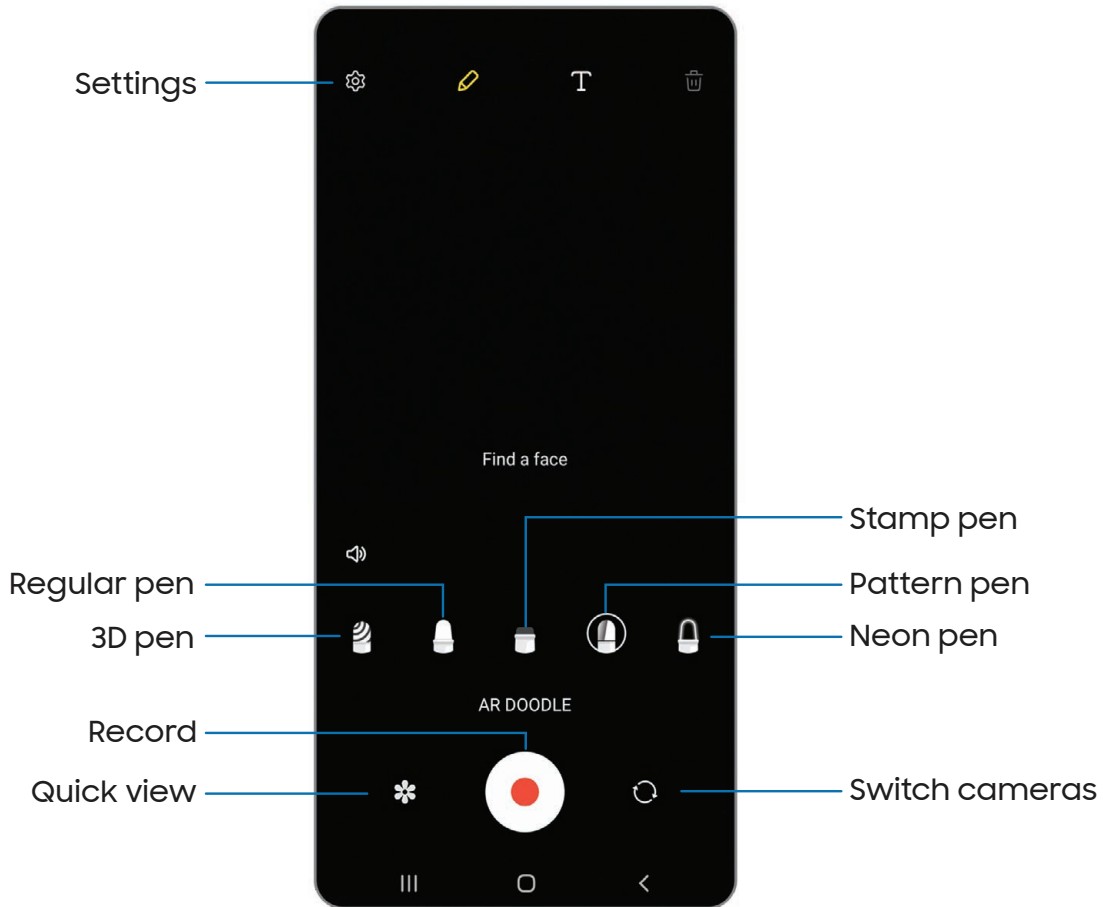 Settings
T
Find a face
Stamp pen
Regular pen
Pattern pen
3D pen
Neon pen
AR DOODLE
Record
Quick view
Switch cameras